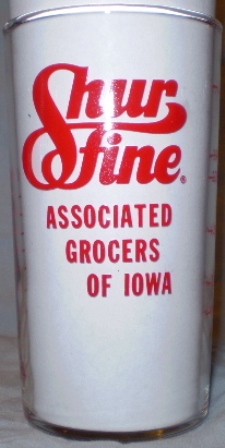 Shur
fine®
ASSOCIATED
GROCERS
OF IOWA